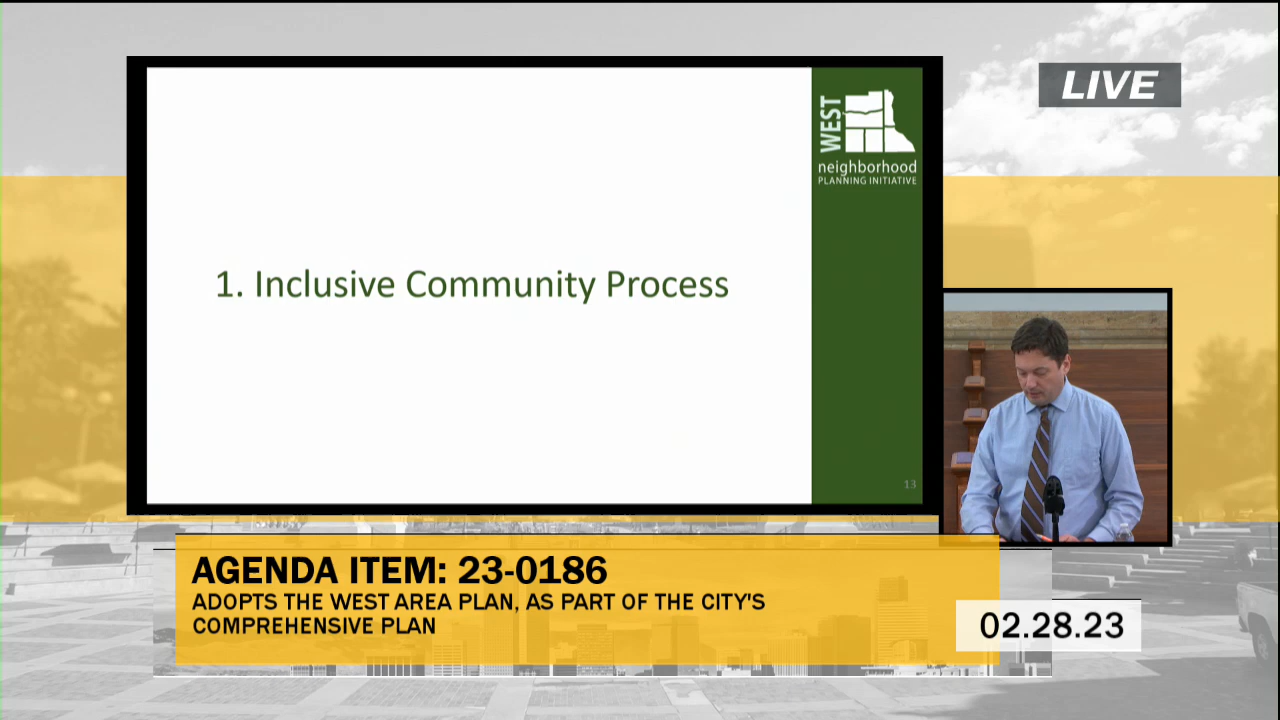 LIVE
WEST
neighborhood
PLANNING INITIATIVE
1. Inclusive Community Process
13
AGENDA ITEM: 23-0186
ADOPTS THE WEST AREA PLAN, AS PART OF THE CITY'S
COMPREHENSIVE PLAN
02.28.23